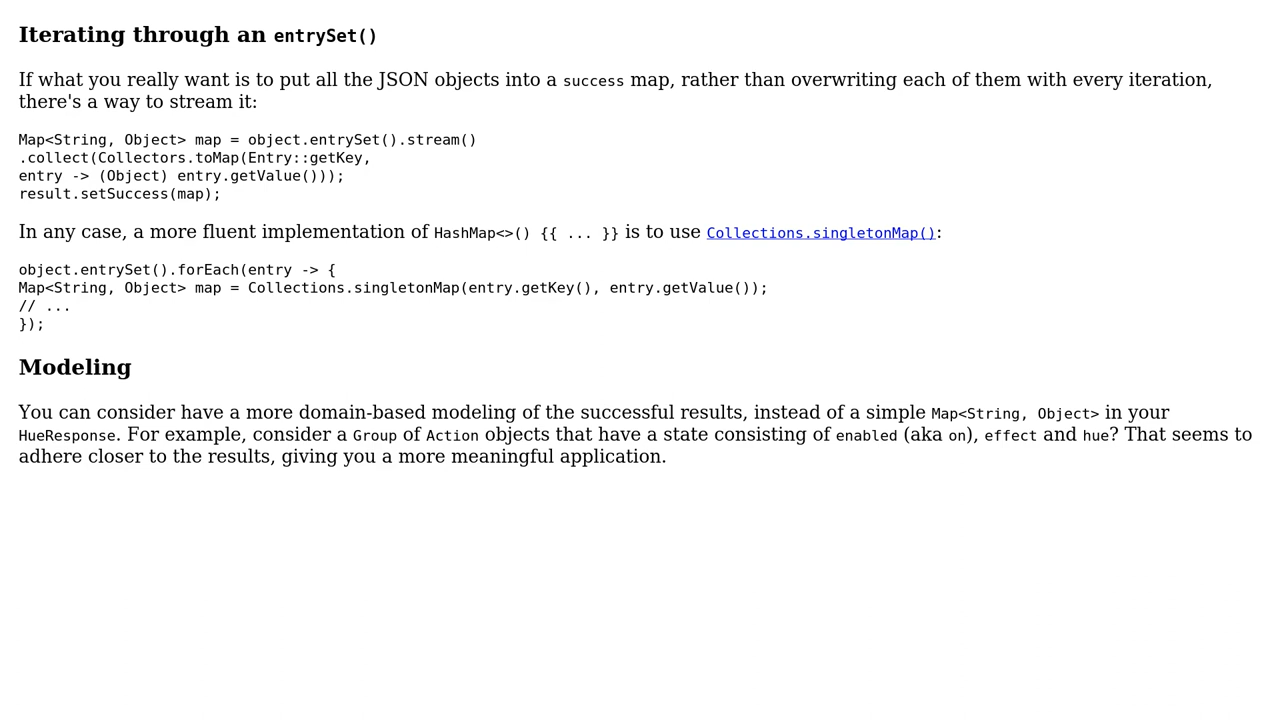 Iterating through an entrySet()
If what you really want is to put all the JSON objects into a success map, rather than overwriting each of them with every iteration,
there's a way to stream it:
Map<String, Object> map = object.entrySet().stream()
.collect(Collectors.toMap(Entry::getKey,
entry -> (Object) entry.getValue()));
result.setSuccess(map);
In any case, a more fluent implementation of HashMap<>() {{ ... }} is to use Collections.singletonMap():
object.entrySet().forEach(entry -> {
Map<String, Object> map = Collections.singletonMap(entry.getKey(), entry.getValue());
// ...
});
Modeling
You can consider have a more domain-based modeling of the successful results, instead of a simple Map<String, Object> in your
HueResponse. For example, consider a Group of Action objects that have a state consisting of enabled (aka on), effect and hue? That seems to
adhere closer to the results, giving you a more meaningful application.